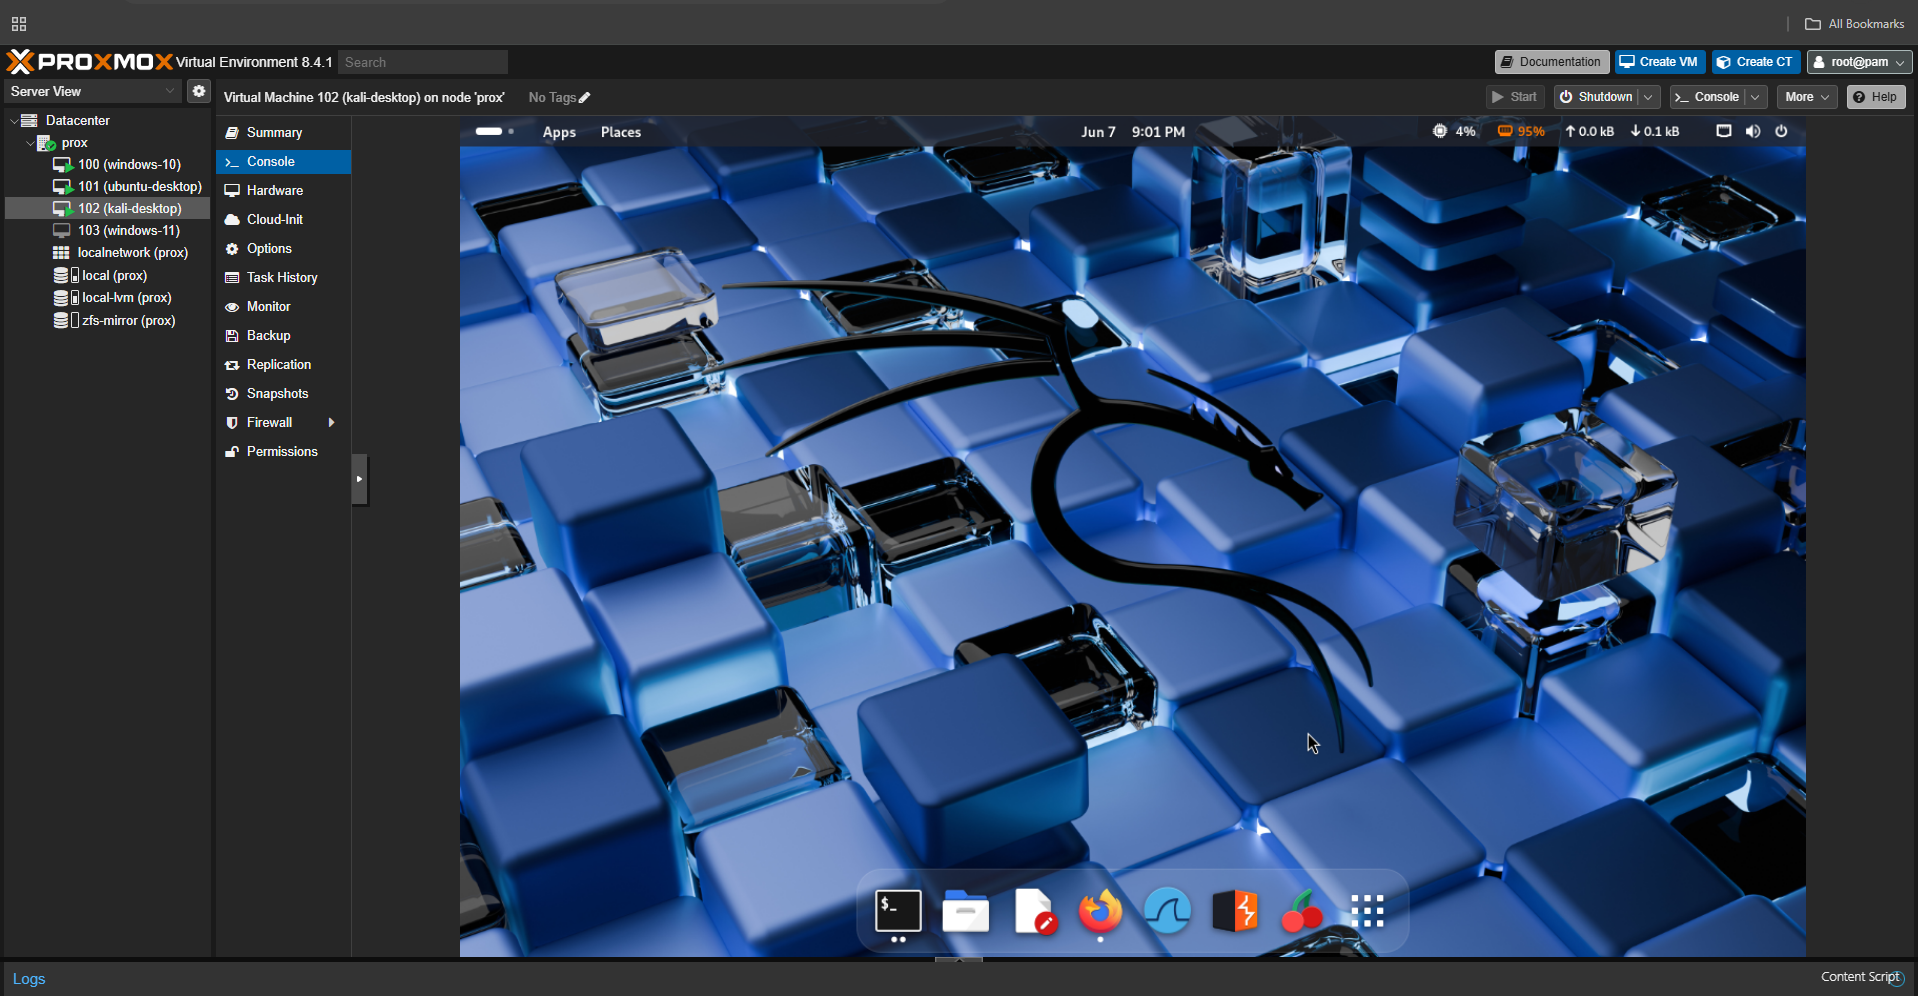 All Bookmarks
PROXMOX Virtual Environment 8.4.1 Search Documentation Create VM Create CT root@pam
Server View
Virtual Machine 102 (kali-desktop) on node 'prox' No Tags Start Shutdown Console More Help
Datacenter
prox
100 (windows-10)
101 (ubuntu-desktop)
102 (kali-desktop)
103 (windows-11)
localnetwork (prox)
local (prox)
local-lvm (prox)
zfs-mirror (prox)
Summary
Console
Hardware
Cloud-Init
Options
Task History
Monitor
Backup
Replication
Snapshots
Firewall
Permissions
Apps Places Jun 7 9:01 PM 4% 95% 0.0 kB 0.1 kB
$_
Logs
Content Script